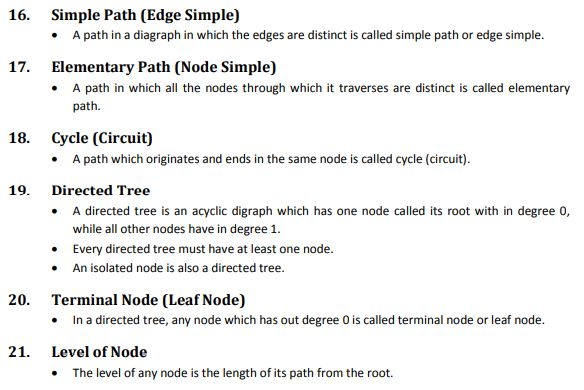 16. Simple Path (Edge Simple)
• A path in a diagraph in which the edges are distinct is called simple path or edge simple.
17. Elementary Path (Node Simple)
• A path in which all the nodes through which it traverses are distinct is called elementary
path.
18. Cycle (Circuit)
• A path which originates and ends in the same node is called cycle (circuit).
19. Directed Tree
• A directed tree is an acyclic digraph which has one node called its root with in degree 0,
while all other nodes have in degree 1.
• Every directed tree must have at least one node.
• An isolated node is also a directed tree.
20. Terminal Node (Leaf Node)
• In a directed tree, any node which has out degree 0 is called terminal node or leaf node.
21. Level of Node
• The level of any node is the length of its path from the root.